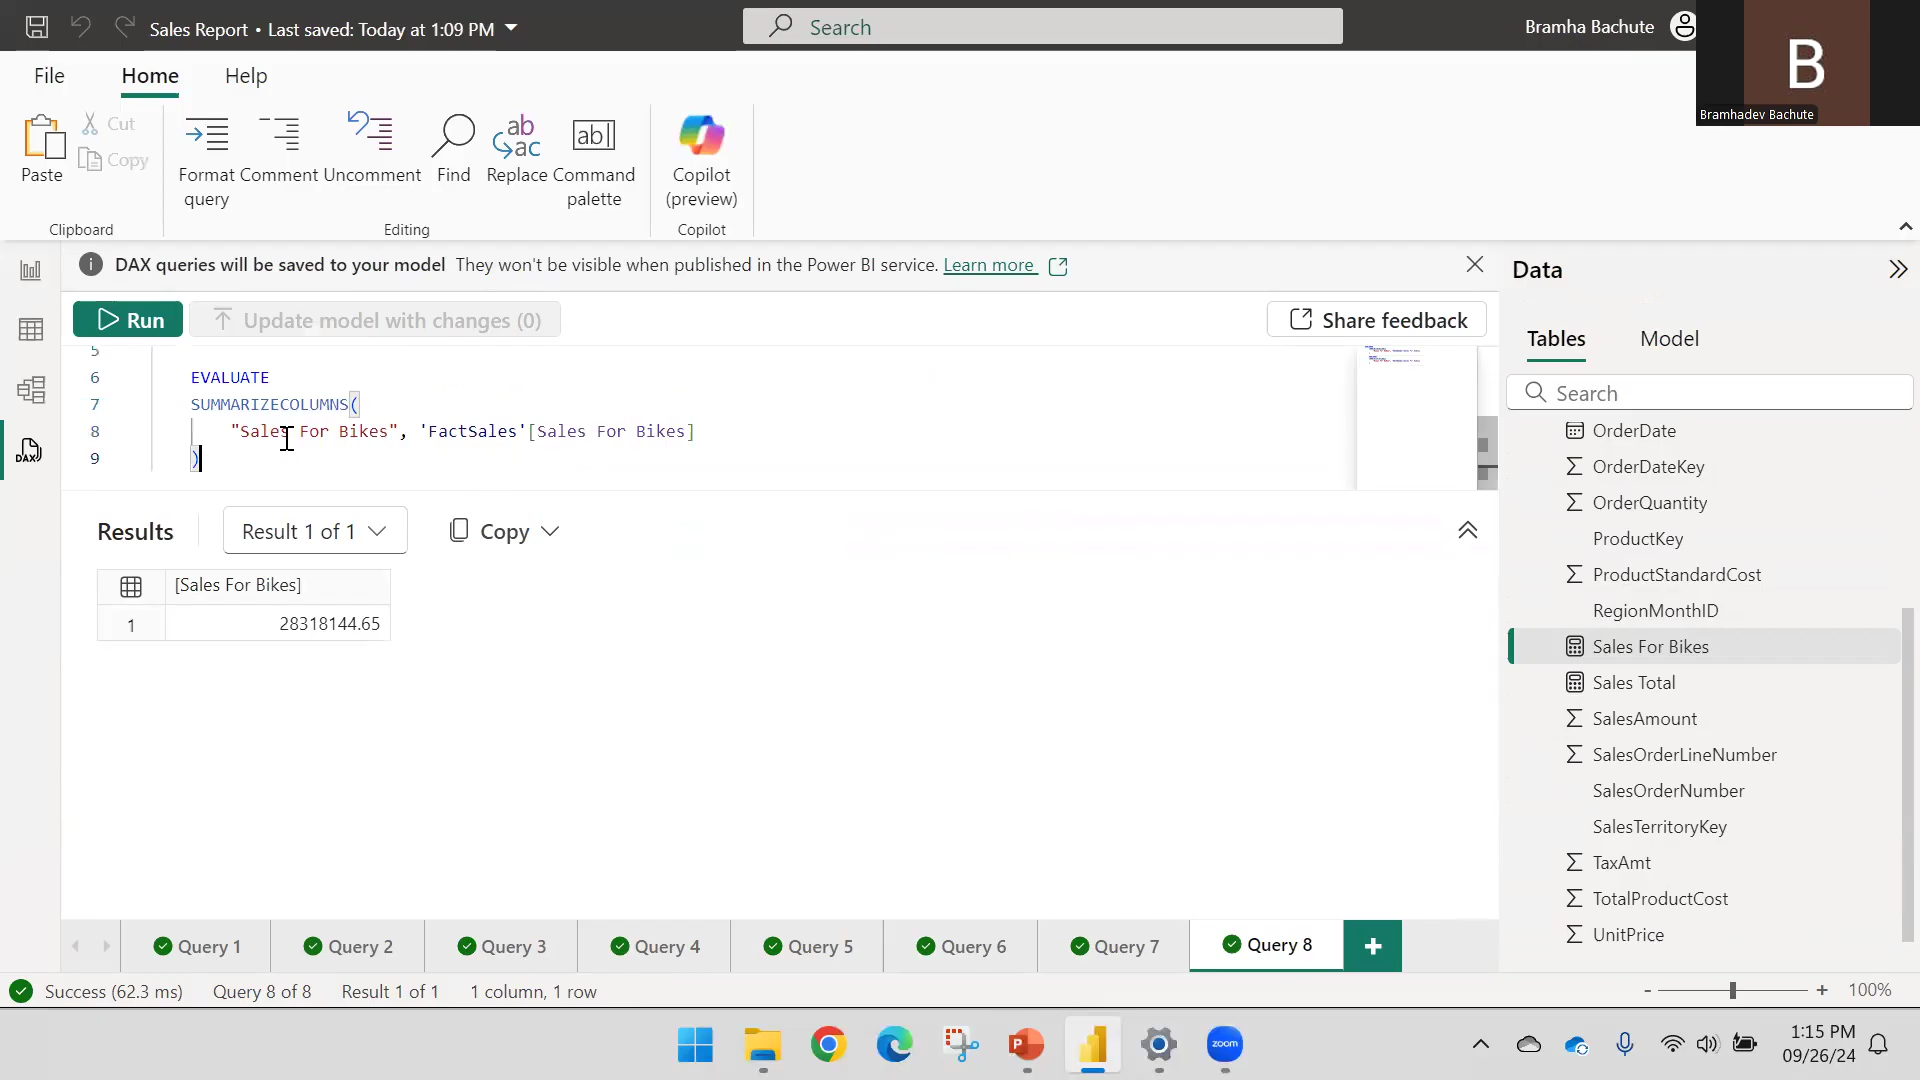 Sales Report • Last saved: Today at 1:09 PM
Search
Bramha Bachute
B
Bramhadev Bachute
File Home Help
Paste
Cut
Copy
Format query
Comment
Uncomment
Find
Replace
Command palette
Copilot (preview)
Clipboard
Editing
Copilot
DAX queries will be saved to your model They won't be visible when published in the Power BI service. Learn more
Run
Update model with changes (0)
Share feedback
5
6 EVALUATE
7 SUMMARIZECOLUMNS(
8 "Sales For Bikes", 'FactSales'[Sales For Bikes]
9 )
DAX
Results
Result 1 of 1
Copy
[Sales For Bikes]
1 28318144.65
Data
Tables Model
Search
OrderDate
OrderDateKey
OrderQuantity
ProductKey
ProductStandardCost
RegionMonthID
Sales For Bikes
Sales Total
SalesAmount
SalesOrderLineNumber
SalesOrderNumber
SalesTerritoryKey
TaxAmt
TotalProductCost
UnitPrice
Query 1
Query 2
Query 3
Query 4
Query 5
Query 6
Query 7
Query 8
+
Success (62.3 ms) Query 8 of 8 Result 1 of 1 1 column, 1 row
- + 100%
zoom
1:15 PM
09/26/24